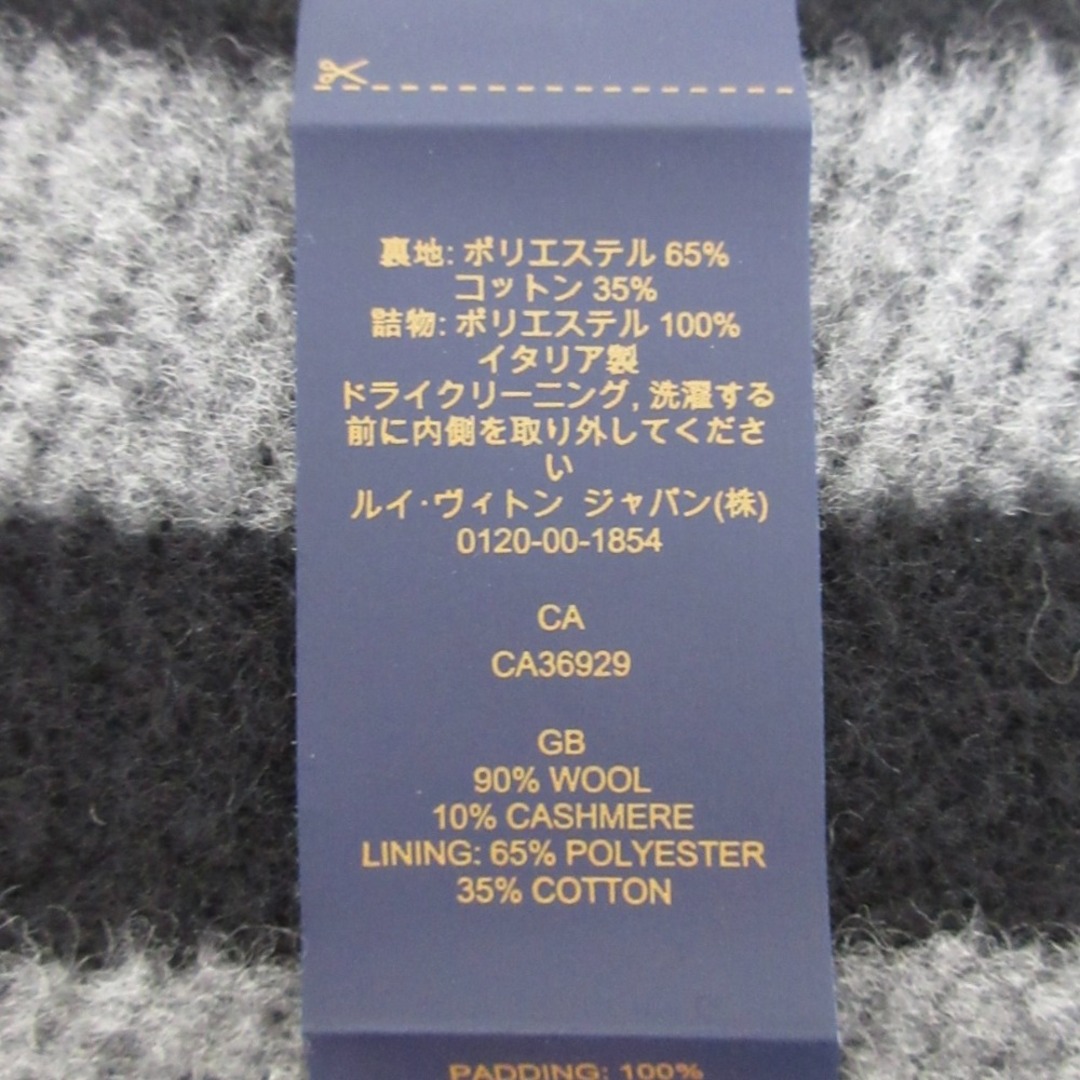 裏地: ポリエステル 65%
コットン 35%
詰物: ポリエステル 100%
イタリア製
ドライクリーニング, 洗濯する
前に内側を取り外してくださ
い
ルイ·ヴィトン ジャパン(株)
0120-00-1854
CA
CA36929
GB
90% WOOL
10% CASHMERE
LINING: 65% POLYESTER
35% COTTON
PADDING: 100%